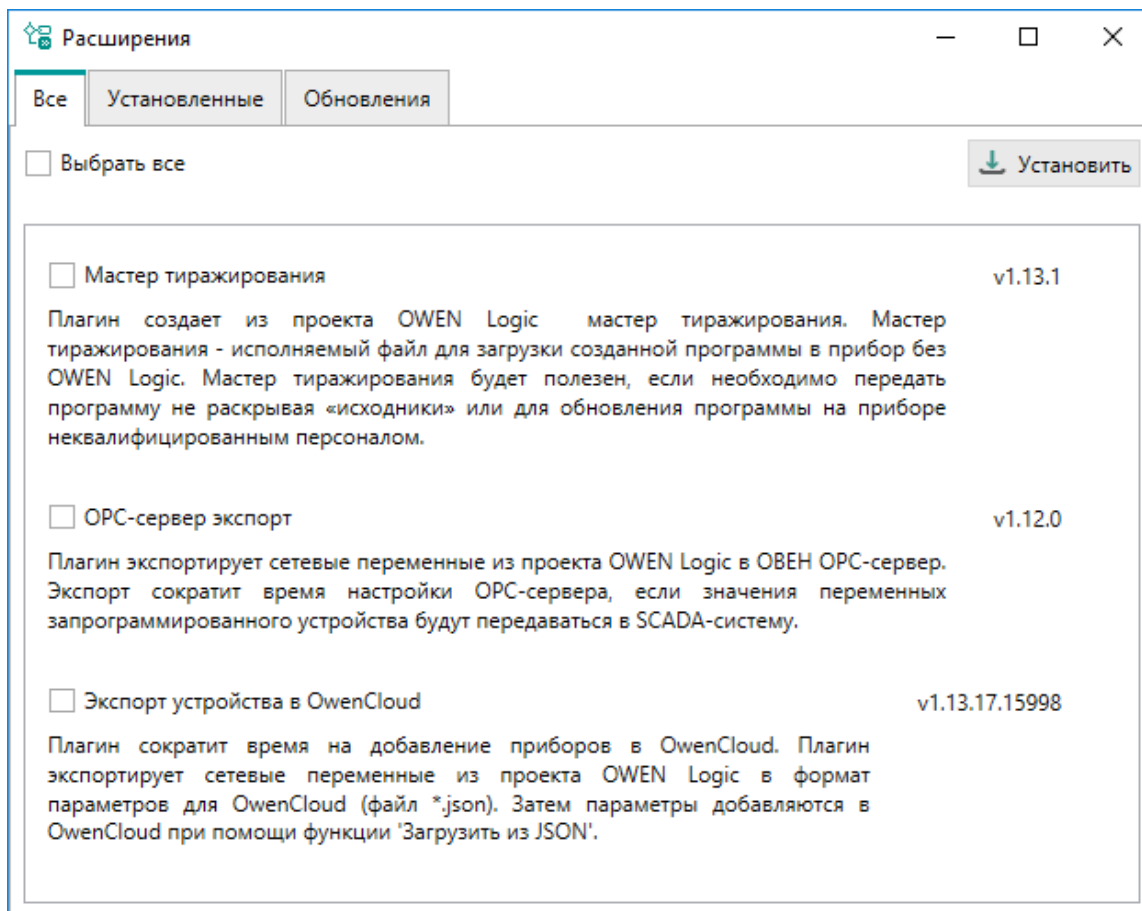 Расширения
Все Установленные Обновления
Выбрать все Установить
Мастер тиражирования v1.13.1
Плагин создает из проекта OWEN Logic мастер тиражирования. Мастер
тиражирования - исполняемый файл для загрузки созданной программы в прибор без
OWEN Logic. Мастер тиражирования будет полезен, если необходимо передать
программу не раскрывая «исходники» или для обновления программы на приборе
неквалифицированным персоналом.
OPC-сервер экспорт v1.12.0
Плагин экспортирует сетевые переменные из проекта OWEN Logic в ОВЕН OPC-сервер.
Экспорт сократит время настройки OPC-сервера, если значения переменных
запрограммированного устройства будут передаваться в SCADA-систему.
Экспорт устройства в OwenCloud v1.13.17.15998
Плагин сократит время на добавление приборов в OwenCloud. Плагин
экспортирует сетевые переменные из проекта OWEN Logic в формат
параметров для OwenCloud (файл *.json). Затем параметры добавляются в
OwenCloud при помощи функции 'Загрузить из JSON'.